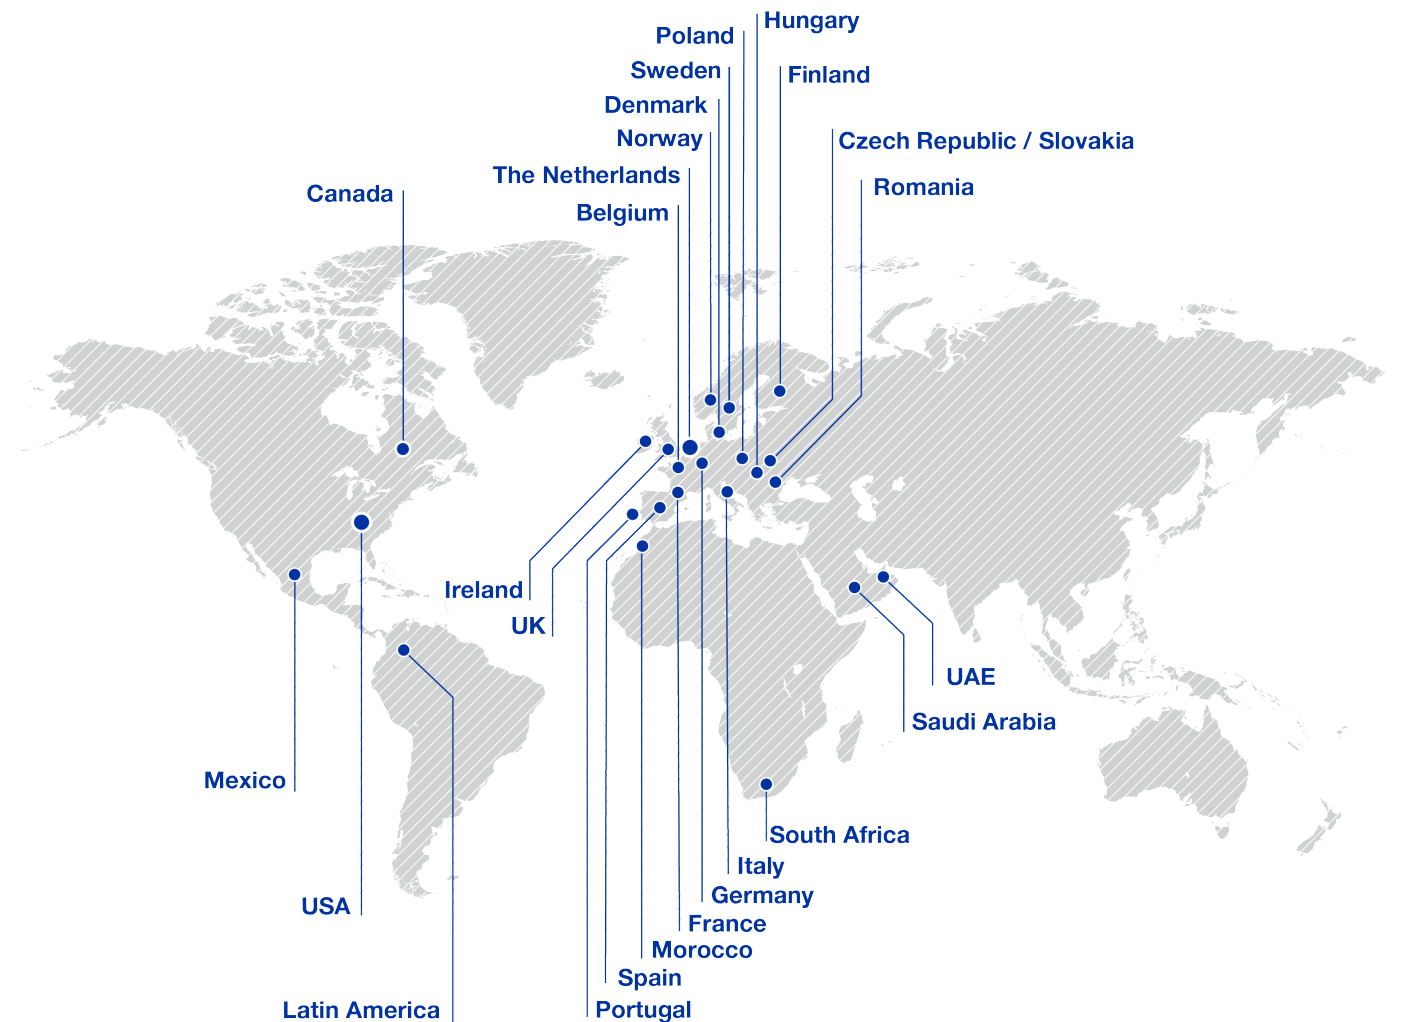 Hungary
Poland
Sweden
Finland
Denmark
Norway
Czech Republic / Slovakia
The Netherlands
Romania
Canada
Belgium
Ireland
UK
UAE
Saudi Arabia
Mexico
South Africa
Italy
Germany
USA
France
Morocco
Spain
Latin America
Portugal